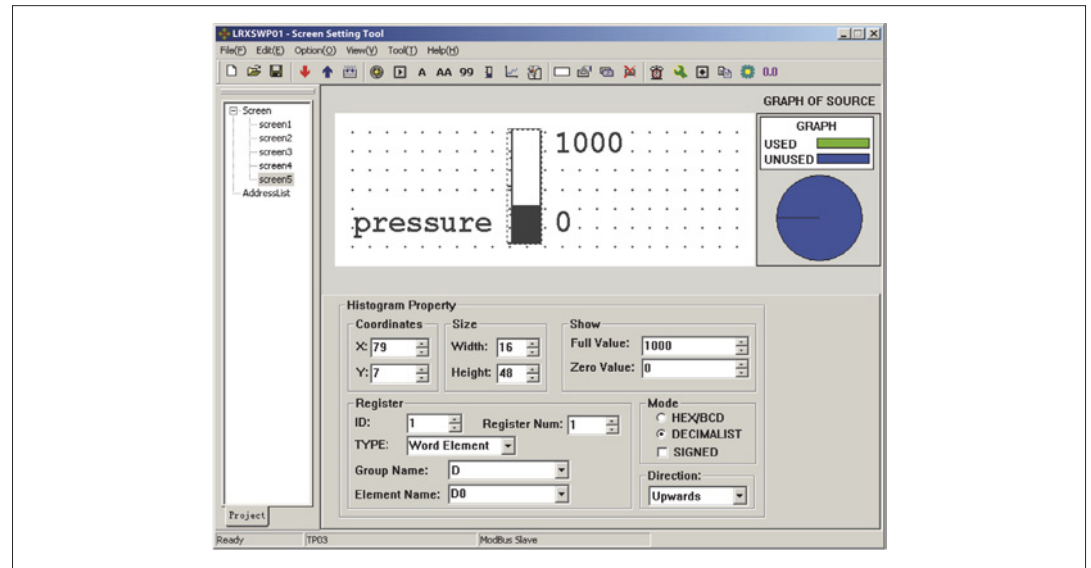 LRXSWP01 - Screen Setting Tool
File(F) Edit(E) Option(O) View(V) Tool(T) Help(H)
A AA 99 0.0
Screen
screen1
screen2
screen3
screen4
screen5
AddressList
Project
GRAPH OF SOURCE
GRAPH
USED
UNUSED
1000
pressure 0
Histogram Property
Coordinates
X: 79
Y: 7
Size
Width: 16
Height: 48
Show
Full Value: 1000
Zero Value: 0
Register
ID: 1 Register Num: 1
TYPE: Word Element
Group Name: D
Element Name: D0
Mode
HEX/BCD
DECIMALIST
SIGNED
Direction:
Upwards
Ready TP03 ModBus Slave